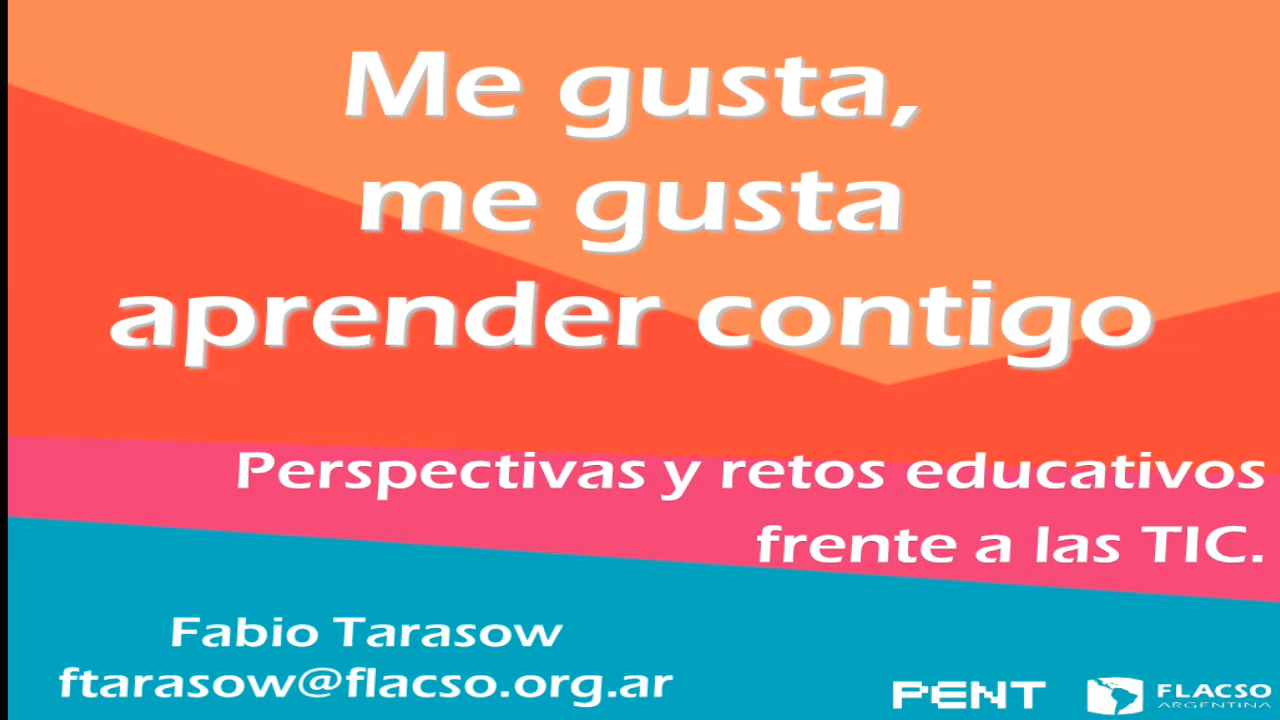 Me gusta,
me gusta
aprender contigo
Perspectivas y retos educativos
frente a las TIC.
Fabio Tarasow
ftarasow@flacso.org.ar
PENT
FLACSO
ARGENTINA